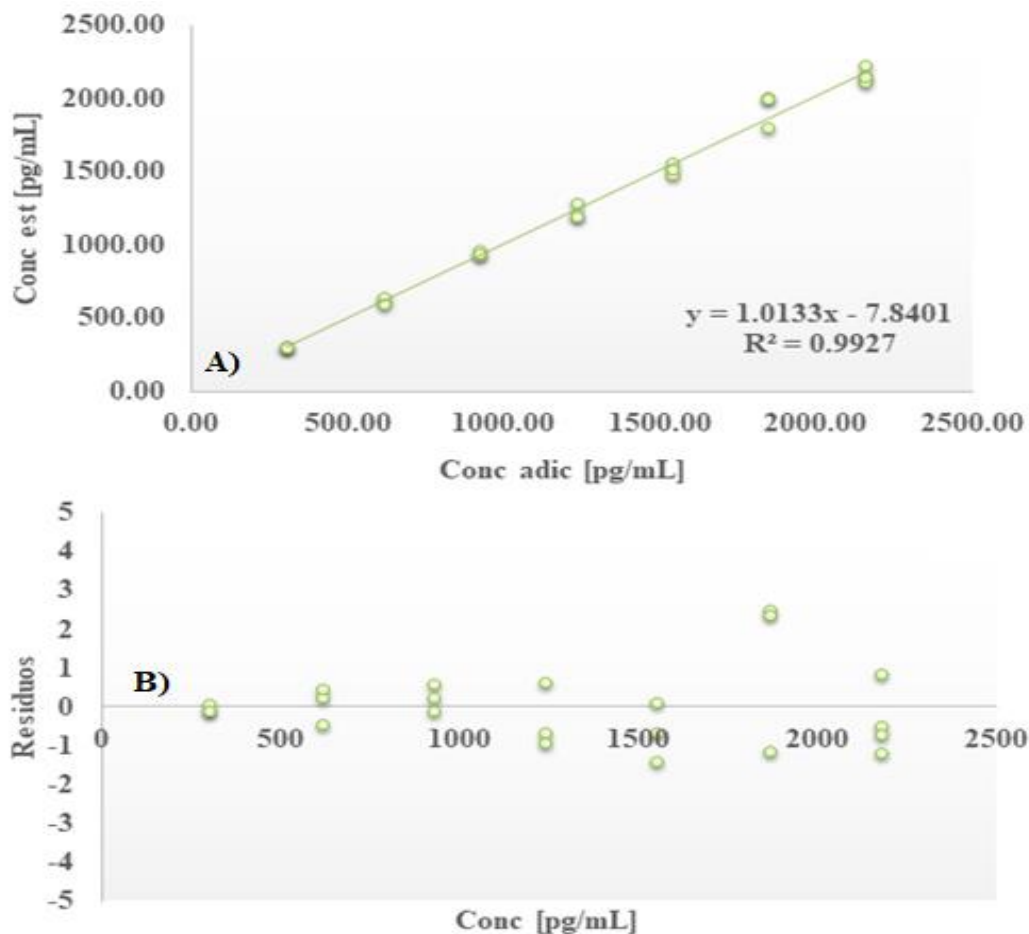 2500.00
2000.00
1500.00
1000.00
500.00
0.00
Conc est [pg/mL]
A)
y = 1.0133x - 7.8401
R² = 0.9927
0.00 500.00 1000.00 1500.00 2000.00 2500.00
Conc adic [pg/mL]
5
4
3
2
1
0
-1
-2
-3
-4
-5
Residuos
B)
0 500 1000 1500 2000 2500
Conc [pg/mL]